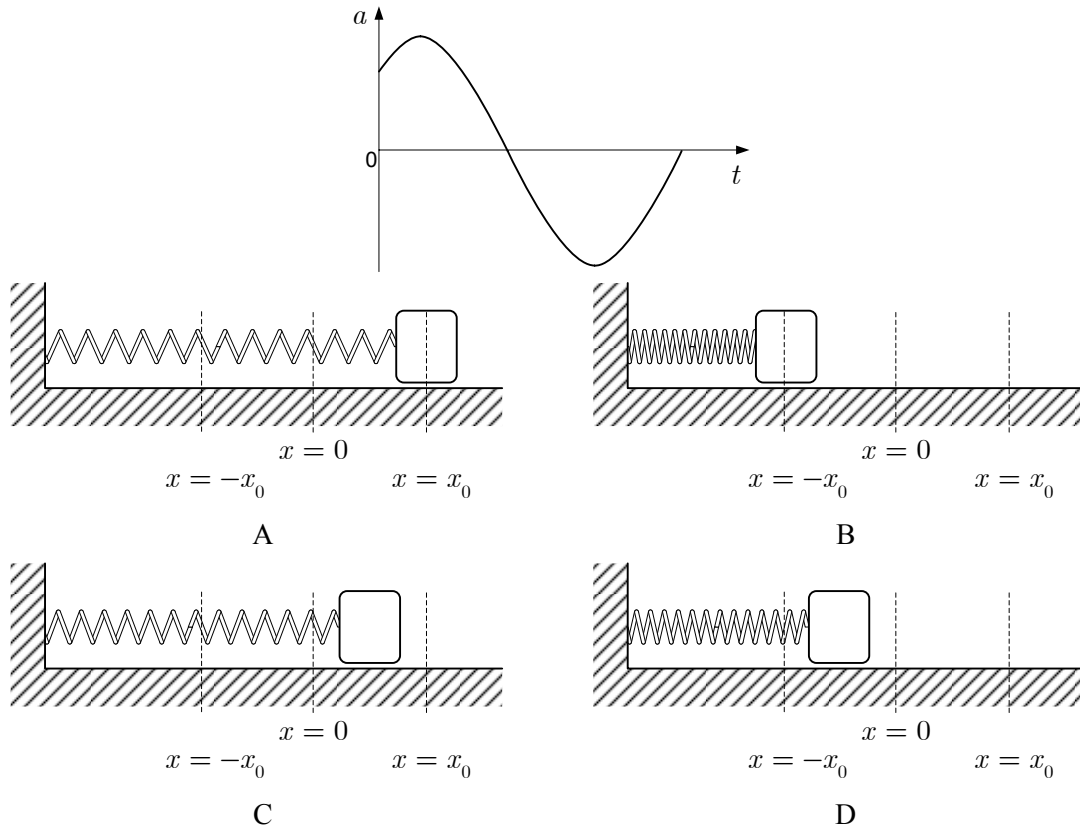 a
0
t
x = 0
x = 0
x = −x₀
x = x₀
x = −x₀
x = x₀
A
B
x = 0
x = 0
x = −x₀
x = x₀
x = −x₀
x = x₀
C
D